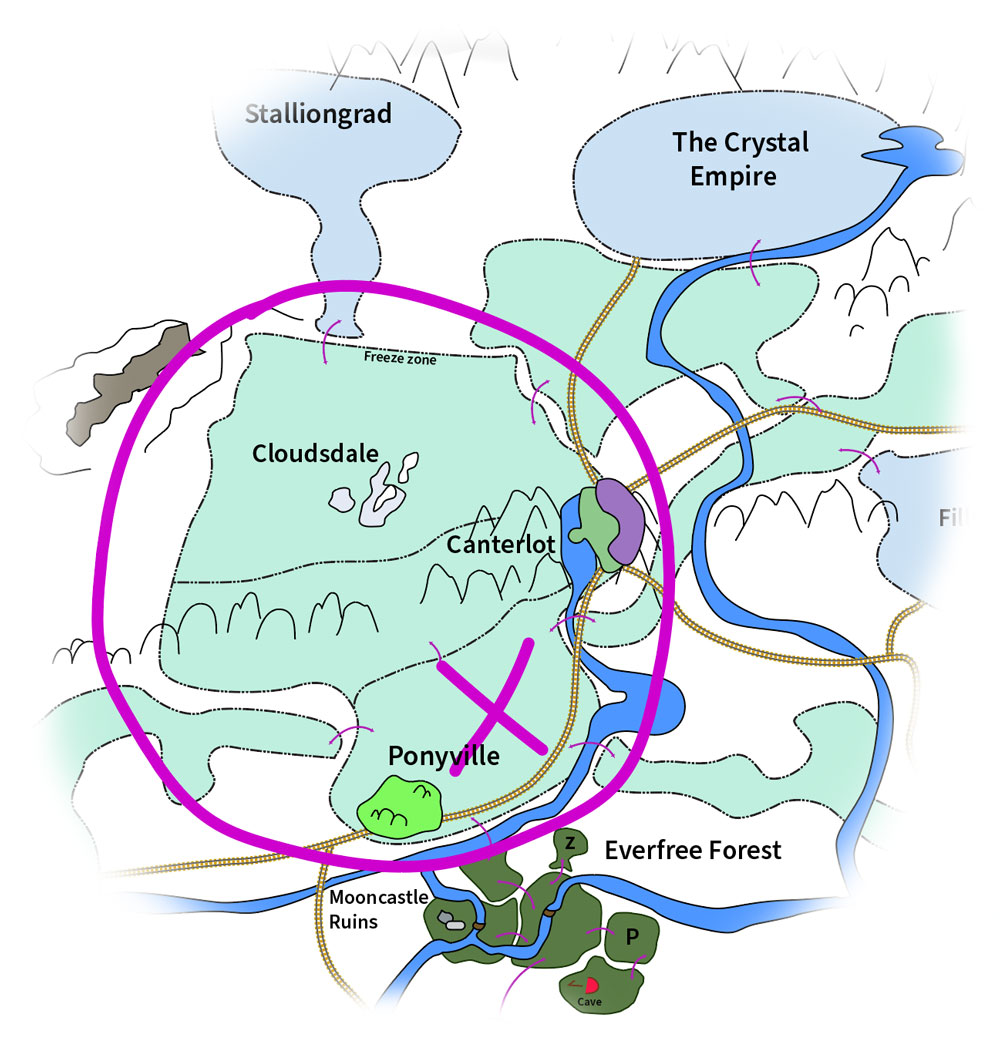 Stalliongrad
The Crystal
Empire
Freeze zone
Cloudsdale
Fil
Canterlot
Ponyville
Z
Everfree Forest
Mooncastle
Ruins
P
Cave